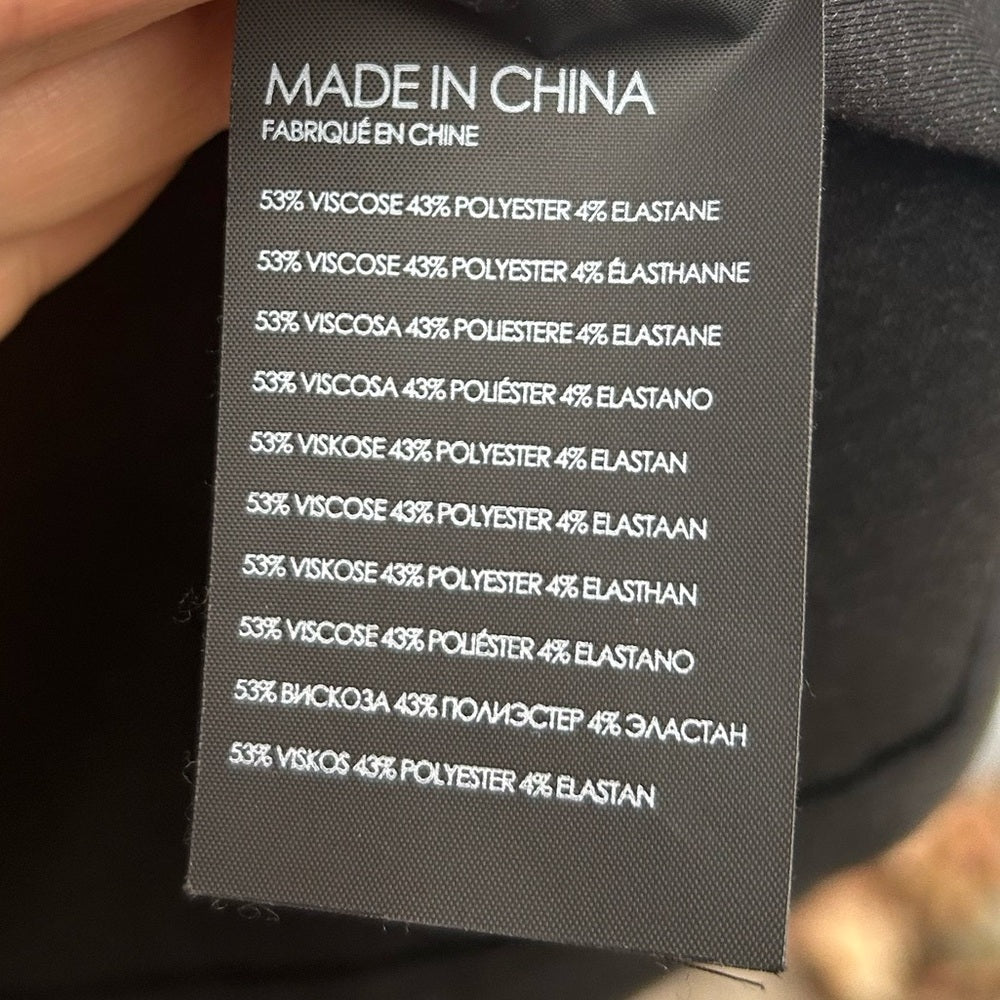 MADE IN CHINA
FABRIQUÉ EN CHINE
53% VISCOSE 43% POLYESTER 4% ELASTANE
53% VISCOSE 43% POLYESTER 4% ÉLASTHANNE
53% VISCOSA 43% POLIESTERE 4% ELASTANE
53% VISCOSA 43% POLIÉSTER 4% ELASTANO
53% VISKOSE 43% POLYESTER 4% ELASTAN
53% VISCOSE 43% POLYESTER 4% ELASTAAN
53% VISKOSE 43% POLYESTER 4% ELASTHAN
53% VISCOSE 43% POLIÉSTER 4% ELASTANO
53% ВИСКОЗА 43% ПОЛИЭСТЕР 4% ЭЛАСТАН
53% VISKOS 43% POLYESTER 4% ELASTAN